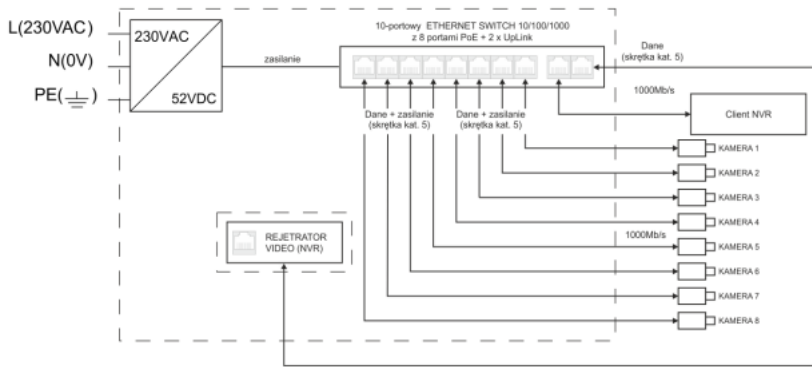 L(230VAC)
N(0V)
PE( )
230VAC
52VDC
zasilanie
10-portowy ETHERNET SWITCH 10/100/1000
z 8 portami PoE + 2 x UpLink
Dane
(skrętka kat. 5)
1000Mb/s
Client NVR
Dane + zasilanie
(skrętka kat. 5)
Dane + zasilanie
(skrętka kat. 5)
KAMERA 1
KAMERA 2
KAMERA 3
KAMERA 4
1000Mb/s
KAMERA 5
KAMERA 6
KAMERA 7
KAMERA 8
REJETRATOR
VIDEO (NVR)